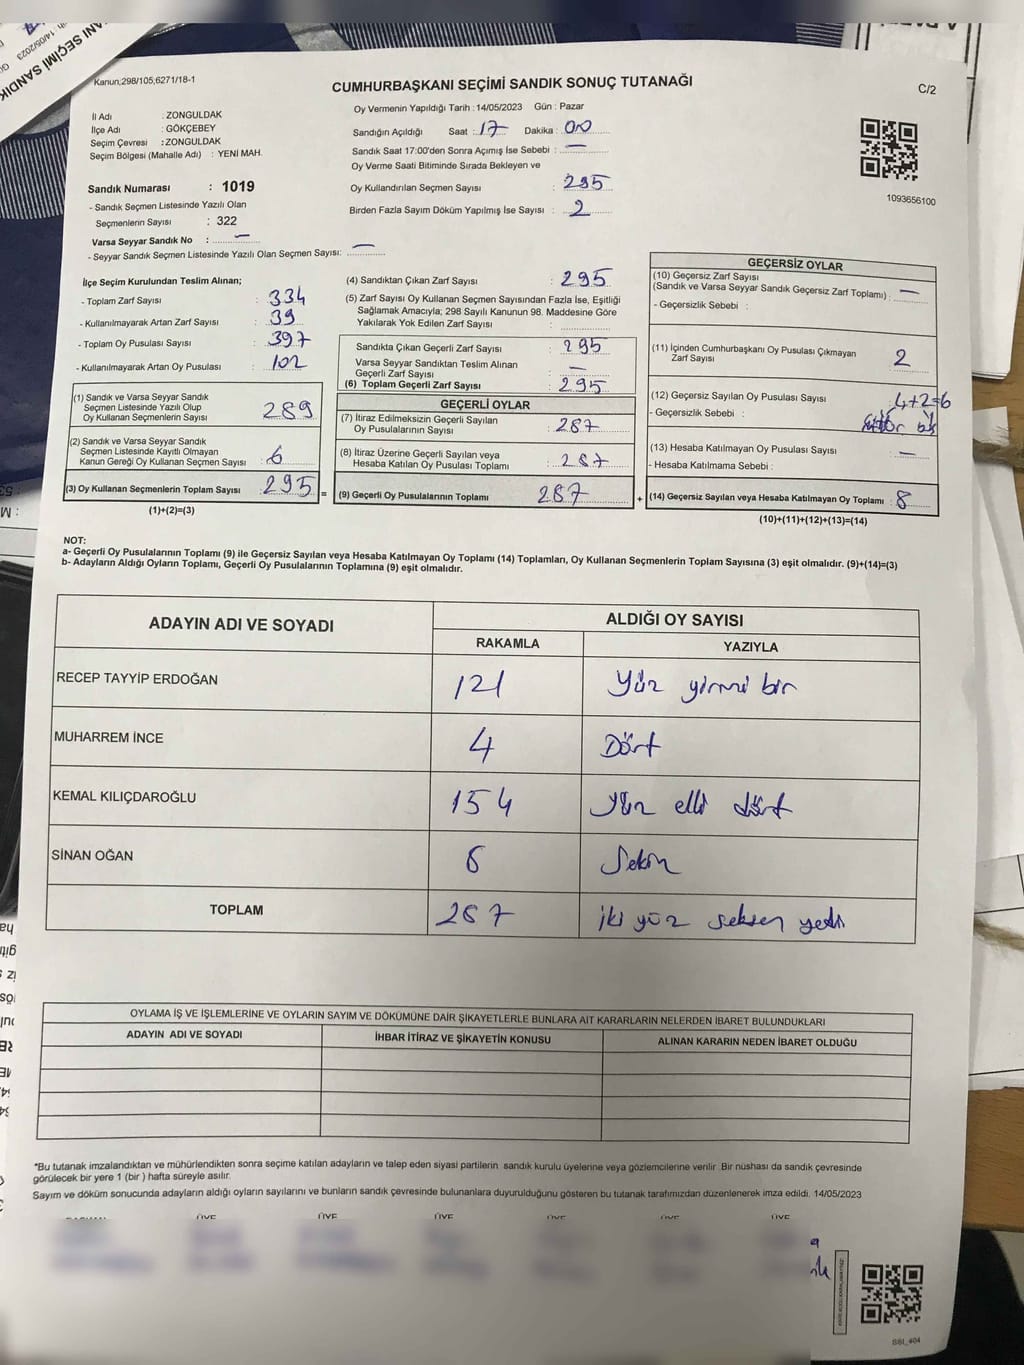 Kanun;298/105,6271/18-1
CUMHURBAŞKANI SEÇİMİ SANDIK SONUÇ TUTANAĞI
C/2
İl Adı : ZONGULDAK
İlçe Adı : GÖKÇEBEY
Seçim Çevresi : ZONGULDAK
Seçim Bölgesi (Mahalle Adı) : YENİ MAH.
Sandık Numarası : 1019
- Sandık Seçmen Listesinde Yazılı Olan
Seçmenlerin Sayısı : 322
Varsa Seyyar Sandık No : —
- Seyyar Sandık Seçmen Listesinde Yazılı Olan Seçmen Sayısı: —
Oy Vermenin Yapıldığı Tarih : 14/05/2023 Gün : Pazar
Sandığın Açıldığı Saat : 17 Dakika : 00
Sandık Saat 17:00'den Sonra Açımış İse Sebebi : —
Oy Verme Saati Bitiminde Sırada Bekleyen ve
Oy Kullandırılan Seçmen Sayısı : 295
Birden Fazla Sayım Döküm Yapılmış İse Sayısı : 2
1093656100
İlçe Seçim Kurulundan Teslim Alınan;
- Toplam Zarf Sayısı : 334
- Kullanılmayarak Artan Zarf Sayısı : 39
- Toplam Oy Pusulası Sayısı : 397
- Kullanılmayarak Artan Oy Pusulası : 102
(1) Sandık ve Varsa Seyyar Sandık
Seçmen Listesinde Yazılı Olup
Oy Kullanan Seçmenlerin Sayısı : 289
(2) Sandık ve Varsa Seyyar Sandık
Seçmen Listesinde Kayıtlı Olmayan
Kanun Gereği Oy Kullanan Seçmen Sayısı : 6
(3) Oy Kullanan Seçmenlerin Toplam Sayısı : 295 =
(1)+(2)=(3)
(4) Sandıktan Çıkan Zarf Sayısı : 295
(5) Zarf Sayısı Oy Kullanan Seçmen Sayısından Fazla İse, Eşitliği
Sağlamak Amacıyla; 298 Sayılı Kanunun 98. Maddesine Göre
Yakılarak Yok Edilen Zarf Sayısı :
Sandıkta Çıkan Geçerli Zarf Sayısı : 295
Varsa Seyyar Sandıktan Teslim Alınan
Geçerli Zarf Sayısı : —
(6) Toplam Geçerli Zarf Sayısı : 295
GEÇERLİ OYLAR
(7) İtiraz Edilmeksizin Geçerli Sayılan
Oy Pusulalarının Sayısı : 287
(8) İtiraz Üzerine Geçerli Sayılan veya
Hesaba Katılan Oy Pusulası Toplamı : 287
(9) Geçerli Oy Pusulalarının Toplamı 287 +
GEÇERSİZ OYLAR
(10) Geçersiz Zarf Sayısı
(Sandık ve Varsa Seyyar Sandık Geçersiz Zarf Toplamı) : —
- Geçersizlik Sebebi :
(11) İçinden Cumhurbaşkanı Oy Pusulası Çıkmayan
Zarf Sayısı : 2
(12) Geçersiz Sayılan Oy Pusulası Sayısı : 4+2=6
- Geçersizlik Sebebi :
(13) Hesaba Katılmayan Oy Pusulası Sayısı : —
- Hesaba Katılmama Sebebi :
(14) Geçersiz Sayılan veya Hesaba Katılmayan Oy Toplamı : 8
(10)+(11)+(12)+(13)=(14)
NOT:
a- Geçerli Oy Pusulalarının Toplamı (9) ile Geçersiz Sayılan veya Hesaba Katılmayan Oy Toplamı (14) Toplamları, Oy Kullanan Seçmenlerin Toplam Sayısına (3) eşit olmalıdır. (9)+(14)=(3)
b- Adayların Aldığı Oyların Toplamı, Geçerli Oy Pusulalarının Toplamına (9) eşit olmalıdır.
ADAYIN ADI VE SOYADI
ALDIĞI OY SAYISI
RAKAMLA YAZIYLA
RECEP TAYYİP ERDOĞAN 121 Yüz yirmi bir
MUHARREM İNCE 4 Dört
KEMAL KILIÇDAROĞLU 154 Yüz elli dört
SİNAN OĞAN 8 Sekiz
TOPLAM 287 iki yüz seksen yedi
OYLAMA İŞ VE İŞLEMLERİNE VE OYLARIN SAYIM VE DÖKÜMÜNE DAİR ŞİKAYETLERLE BUNLARA AİT KARARLARIN NELERDEN İBARET BULUNDUKLARI
ADAYIN ADI VE SOYADI İHBAR İTİRAZ VE ŞİKAYETİN KONUSU ALINAN KARARIN NEDEN İBARET OLDUĞU
*Bu tutanak imzalandıktan ve mühürlendikten sonra seçime katılan adayların ve talep eden siyasi partilerin sandık kurulu üyelerine veya gözlemcilerine verilir. Bir nüshası da sandık çevresinde
görülecek bir yere 1 (bir ) hafta süreyle asılır.
Sayım ve döküm sonucunda adayların aldığı oyların sayılarını ve bunların sandık çevresinde bulunanlara duyurulduğunu gösteren bu tutanak tarafımızdan düzenlenerek imza edildi. 14/05/2023
ÜYE ÜYE ÜYE ÜYE ÜYE ÜYE